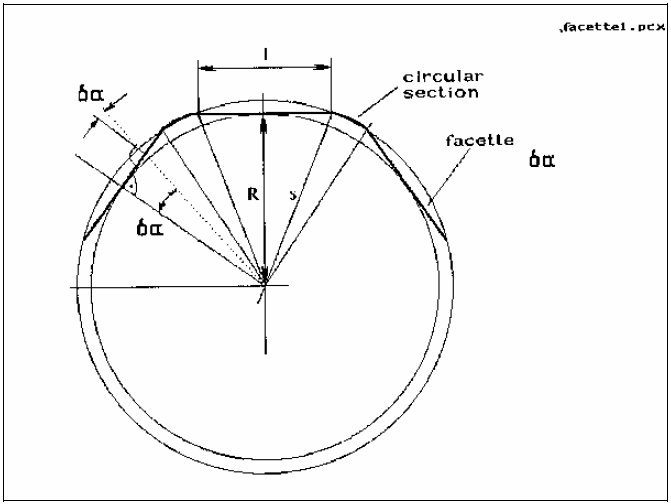 facette1.pcx
l
circular
section
δα
facette
δα
R
s
δα